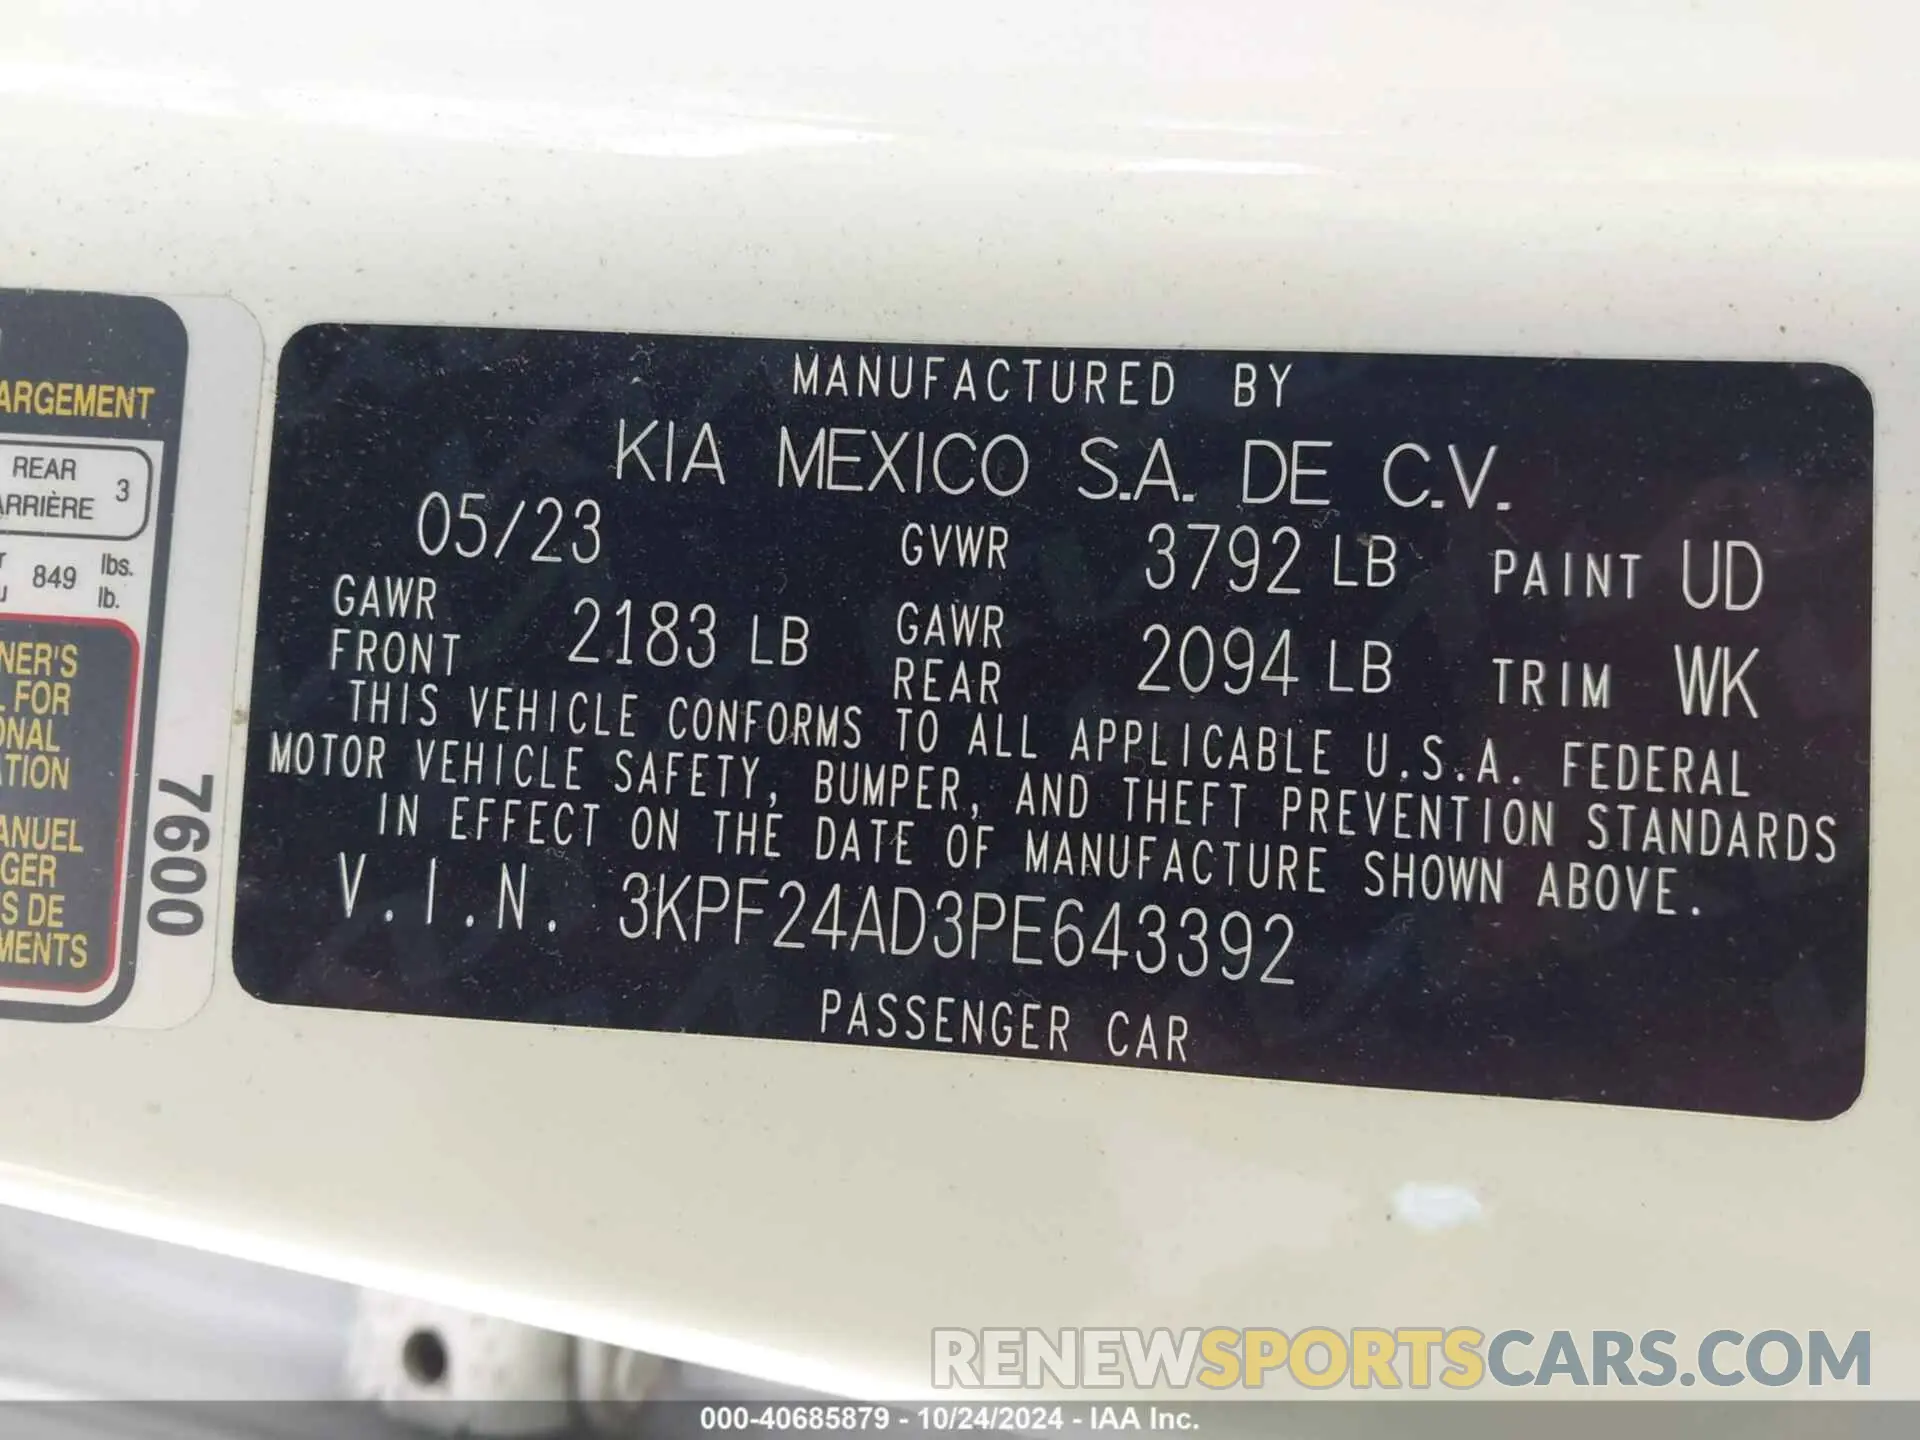 ARGEMENT
REAR
ARRIÈRE 3
849 lbs.
lb.
NER'S
FOR
ONAL
ATION
ANUEL
GER
S DE
MENTS
7600
MANUFACTURED BY
KIA MEXICO S.A. DE C.V.
05/23 GVWR 3792 LB PAINT UD
GAWR FRONT 2183 LB GAWR REAR 2094 LB TRIM WK
THIS VEHICLE CONFORMS TO ALL APPLICABLE U.S.A. FEDERAL
MOTOR VEHICLE SAFETY, BUMPER, AND THEFT PREVENTION STANDARDS
IN EFFECT ON THE DATE OF MANUFACTURE SHOWN ABOVE.
V.I.N. 3KPF24AD3PE643392
PASSENGER CAR
RENEWSPORTSCARS.COM
000-40685879 - 10/24/2024 - IAA Inc.